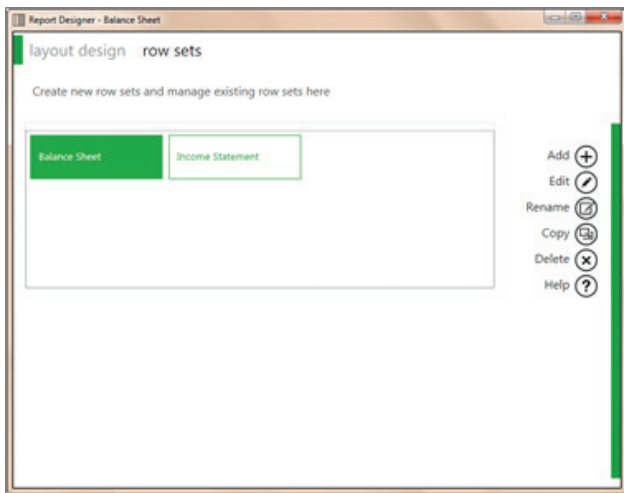 Report Designer - Balance Sheet
layout design row sets
Create new row sets and manage existing row sets here
Balance Sheet
Income Statement
Add
Edit
Rename
Copy
Delete
Help